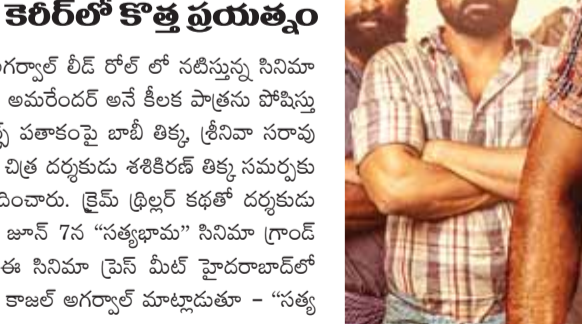 కెరీర్‌లో కొత్త ప్రయత్నం
గర్వాల్ లీడ్ రోల్ లో నటిస్తున్న సినిమా
అమరేందర్ అనే కీలక పాత్రను పోషిస్తు
పతాకంపై బాబీ తిక్క, శ్రీనివా సరావు
చిత్ర దర్శకుడు శశికిరణ్ తిక్క సమర్పకు
దించారు. క్రైమ్ థ్రిల్లర్ కథతో దర్శకుడు
జూన్ 7న "సత్యభామ" సినిమా గ్రాండ్
ఈ సినిమా ప్రెస్ మీట్ హైదరాబాద్‌లో
కాజల్ అగర్వాల్ మాట్లాడుతూ – "సత్య